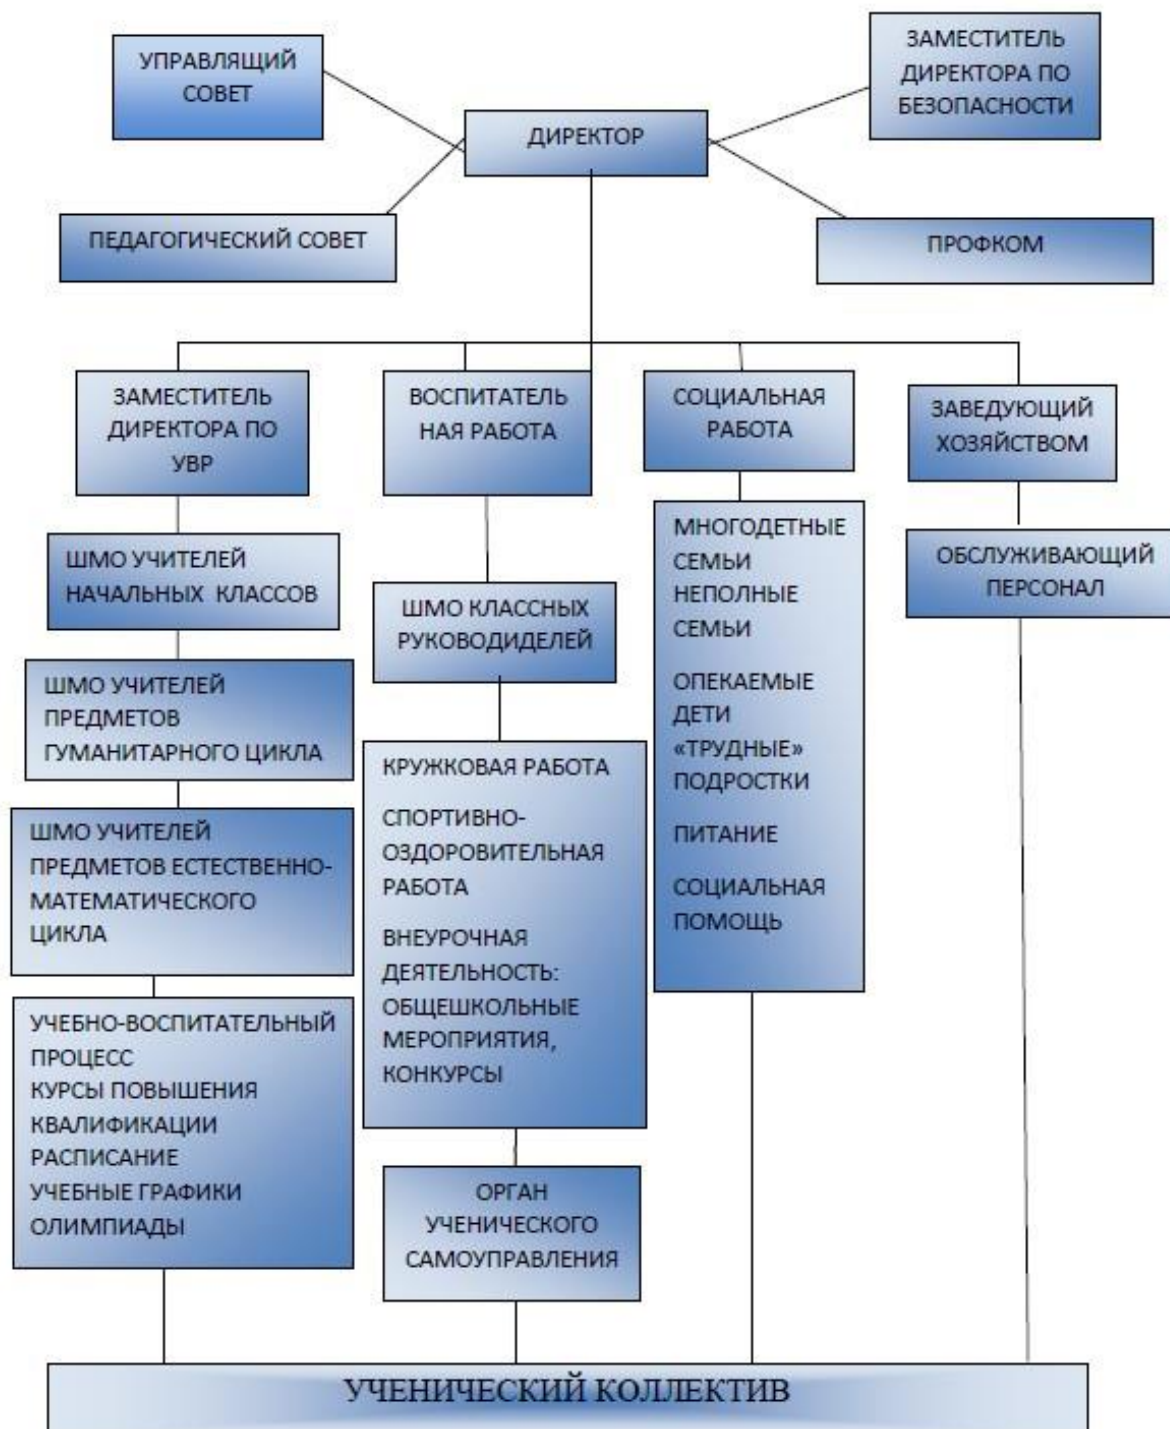 УПРАВЛЯЩИЙ
СОВЕТ
ЗАМЕСТИТЕЛЬ
ДИРЕКТОРА ПО
БЕЗОПАСНОСТИ
ДИРЕКТОР
ПЕДАГОГИЧЕСКИЙ СОВЕТ
ПРОФКОМ
ЗАМЕСТИТЕЛЬ
ДИРЕКТОРА ПО
УВР
ШМО УЧИТЕЛЕЙ
НАЧАЛЬНЫХ КЛАССОВ
ШМО УЧИТЕЛЕЙ
ПРЕДМЕТОВ
ГУМАНИТАРНОГО ЦИКЛА
ШМО УЧИТЕЛЕЙ
ПРЕДМЕТОВ ЕСТЕСТВЕННО-
МАТЕМАТИЧЕСКОГО
ЦИКЛА
УЧЕБНО-ВОСПИТАТЕЛЬНЫЙ
ПРОЦЕСС
КУРСЫ ПОВЫШЕНИЯ
КВАЛИФИКАЦИИ
РАСПИСАНИЕ
УЧЕБНЫЕ ГРАФИКИ
ОЛИМПИАДЫ
ВОСПИТАТЕЛЬ
НАЯ РАБОТА
ШМО КЛАССНЫХ
РУКОВОДИДЕЛЕЙ
КРУЖКОВАЯ РАБОТА
СПОРТИВНО-
ОЗДОРОВИТЕЛЬНАЯ
РАБОТА
ВНЕУРОЧНАЯ
ДЕЯТЕЛЬНОСТЬ:
ОБЩЕШКОЛЬНЫЕ
МЕРОПРИЯТИЯ,
КОНКУРСЫ
ОРГАН
УЧЕНИЧЕСКОГО
САМОУПРАВЛЕНИЯ
СОЦИАЛЬНАЯ
РАБОТА
МНОГОДЕТНЫЕ
СЕМЬИ
НЕПОЛНЫЕ
СЕМЬИ
ОПЕКАЕМЫЕ
ДЕТИ
«ТРУДНЫЕ»
ПОДРОСТКИ
ПИТАНИЕ
СОЦИАЛЬНАЯ
ПОМОЩЬ
ЗАВЕДУЮЩИЙ
ХОЗЯЙСТВОМ
ОБСЛУЖИВАЮЩИЙ
ПЕРСОНАЛ
УЧЕНИЧЕСКИЙ КОЛЛЕКТИВ